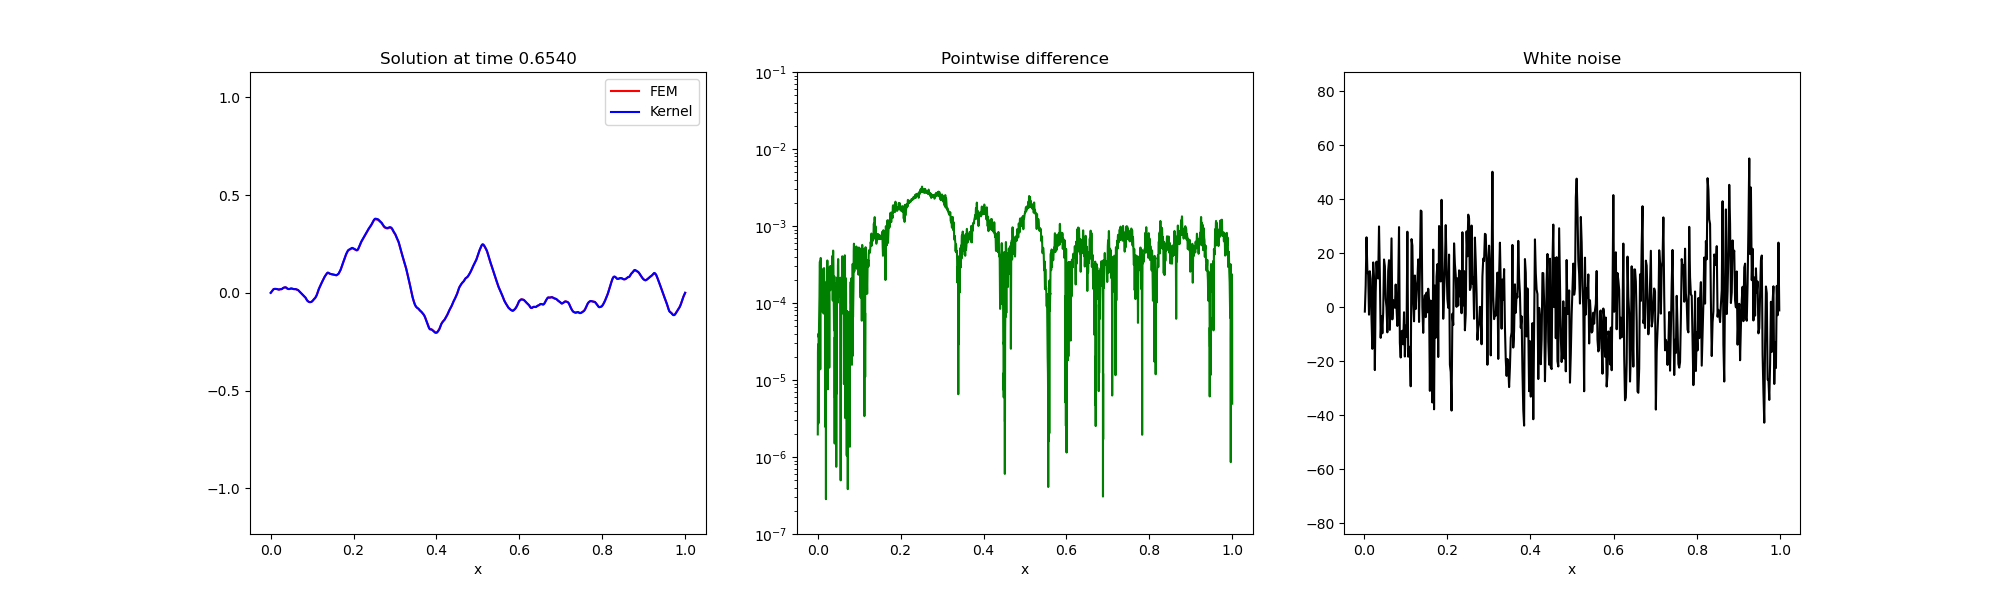 Solution at time 0.6540
FEM
Kernel
1.0
0.5
0.0
−0.5
−1.0
0.0 0.2 0.4 0.6 0.8 1.0
x
Pointwise difference
10⁻¹
10⁻²
10⁻³
10⁻⁴
10⁻⁵
10⁻⁶
10⁻⁷
0.0 0.2 0.4 0.6 0.8 1.0
x
White noise
80
60
40
20
0
−20
−40
−60
−80
0.0 0.2 0.4 0.6 0.8 1.0
x